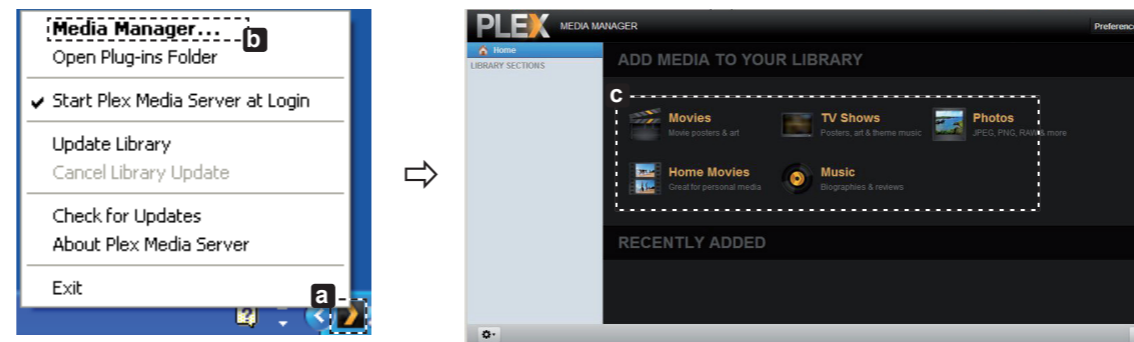 Media Manager...
b
Open Plug-ins Folder
Start Plex Media Server at Login
Update Library
Cancel Library Update
Check for Updates
About Plex Media Server
Exit
a
PLEX MEDIA MANAGER
Preference
Home
LIBRARY SECTIONS
ADD MEDIA TO YOUR LIBRARY
c
Movies
Movie posters & art
TV Shows
Posters, art & theme music
Photos
JPEG, PNG, RAW & more
Home Movies
Great for personal media
Music
Biographies & reviews
RECENTLY ADDED